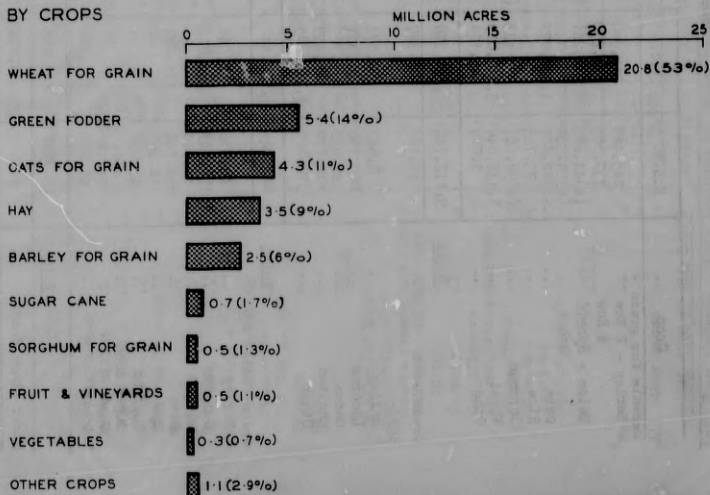 BY CROPS
MILLION ACRES
0 5 10 15 20 25
WHEAT FOR GRAIN 20·8(53%)
GREEN FODDER 5·4(14%)
OATS FOR GRAIN 4·3(11%)
HAY 3·5(9%)
BARLEY FOR GRAIN 2·5(6%)
SUGAR CANE 0·7(1·7%)
SORGHUM FOR GRAIN 0·5(1·3%)
FRUIT & VINEYARDS 0·5(1·1%)
VEGETABLES 0·3(0·7%)
OTHER CROPS 1·1(2·9%)